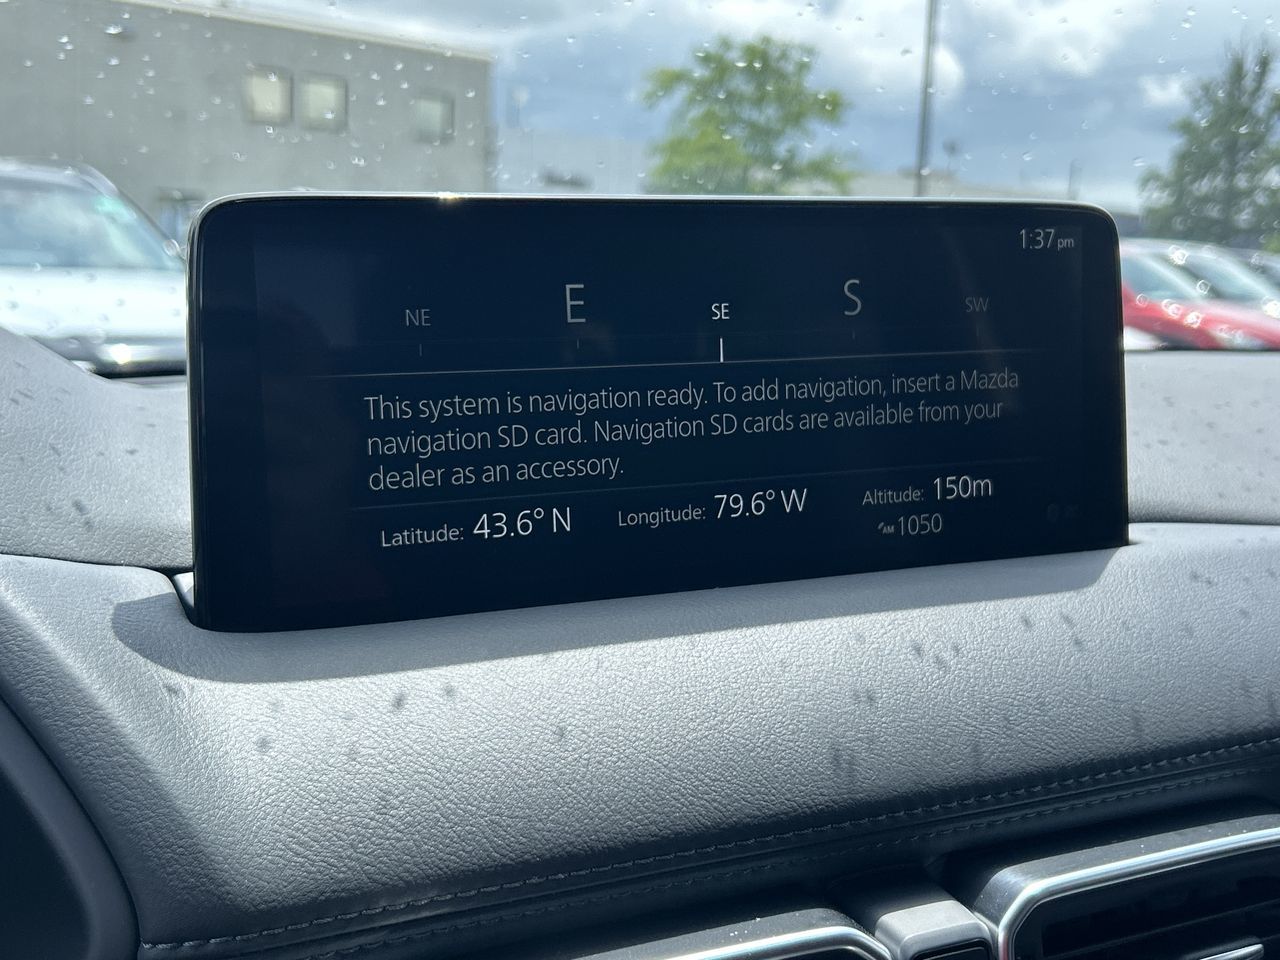 1:37 pm
NE E SE S SW
This system is navigation ready. To add navigation, insert a Mazda
navigation SD card. Navigation SD cards are available from your
dealer as an accessory.
Latitude: 43.6° N Longitude: 79.6° W Altitude: 150m
AM 1050